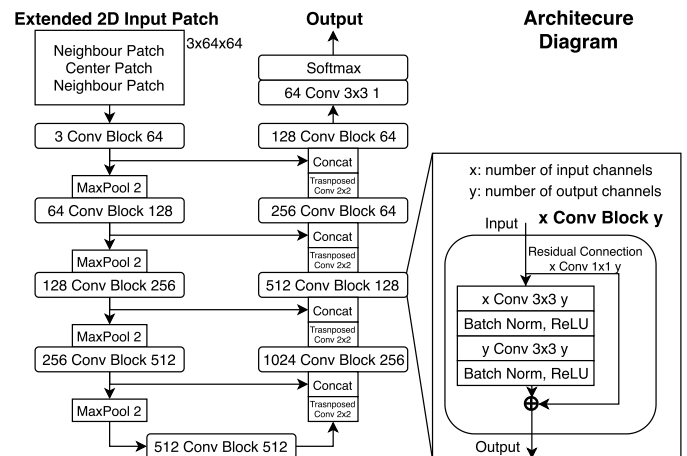 Extended 2D Input Patch
Neighbour Patch
Center Patch
Neighbour Patch
3x64x64
3 Conv Block 64
MaxPool 2
64 Conv Block 128
MaxPool 2
128 Conv Block 256
MaxPool 2
256 Conv Block 512
MaxPool 2
512 Conv Block 512
Output
Softmax
64 Conv 3x3 1
128 Conv Block 64
Concat
Trasnposed
Conv 2x2
256 Conv Block 64
Concat
Trasnposed
Conv 2x2
512 Conv Block 128
Concat
Trasnposed
Conv 2x2
1024 Conv Block 256
Concat
Trasnposed
Conv 2x2
Architecure
Diagram
x: number of input channels
y: number of output channels
Input
x Conv Block y
Residual Connection
x Conv 1x1 y
x Conv 3x3 y
Batch Norm, ReLU
y Conv 3x3 y
Batch Norm, ReLU
Output